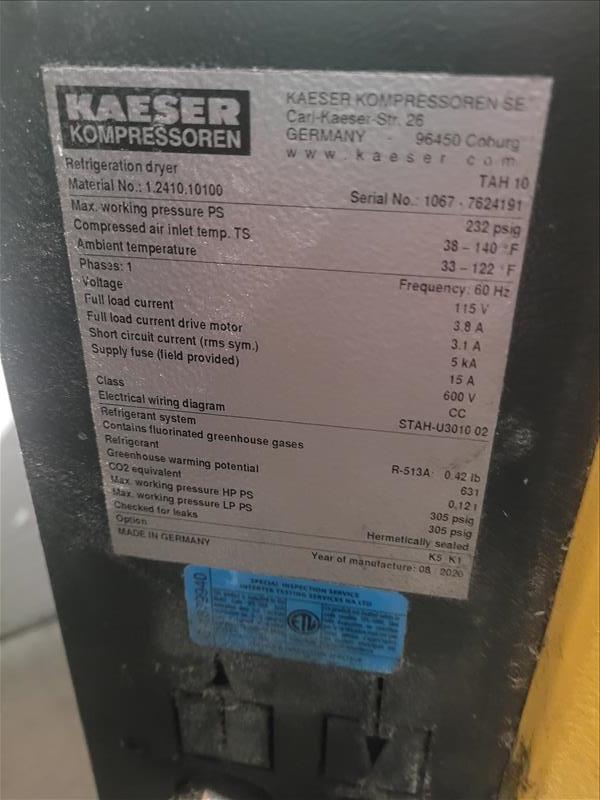 KAESER
KOMPRESSOREN
KAESER KOMPRESSOREN SE
Carl-Kaeser-Str. 26
GERMANY 96450 Coburg
www.kaeser.com
Refrigeration dryer TAH 10
Material No.: 1.2410.10100 Serial No.: 1067 - 7624191
Max. working pressure PS 232 psig
Compressed air inlet temp. TS 38 – 140 °F
Ambient temperature 33 – 122 °F
Phases: 1 Frequency: 60 Hz
Voltage 115 V
Full load current 3.8 A
Full load current drive motor 3.1 A
Short circuit current (rms sym.) 5 kA
Supply fuse (field provided) 15 A
600 V
Class CC
Electrical wiring diagram STAH-U3010 02
Refrigerant system
Contains fluorinated greenhouse gases
Refrigerant R-513A: 0.42 lb
Greenhouse warming potential 631
CO2 equivalent 0,12 t
Max. working pressure HP PS 305 psig
Max. working pressure LP PS 305 psig
Checked for leaks Hermetically sealed
Option K5 K1
MADE IN GERMANY Year of manufacture: 08 2020
SPECIAL INSPECTION SERVICE
INTERTEK TESTING SERVICES NA LTD
ETL